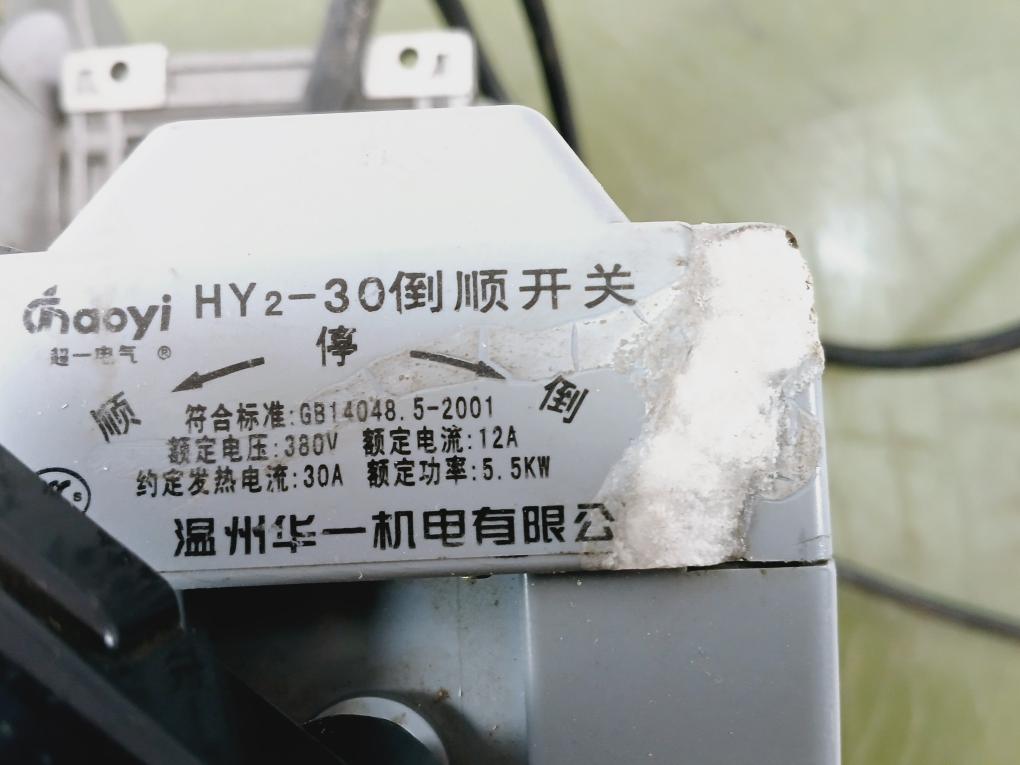 Chaoyi HY2-30倒顺开关
超一电气 ®
停
顺
倒
符合标准:GB14048.5-2001
额定电压:380V 额定电流:12A
约定发热电流:30A 额定功率:5.5KW
温州华一机电有限公